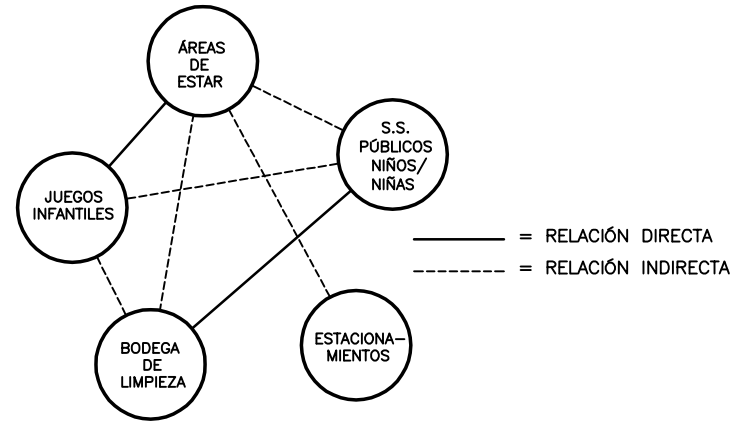 ÁREAS
DE
ESTAR
S.S.
PÚBLICOS
NIÑOS/
NIÑAS
JUEGOS
INFANTILES
= RELACIÓN DIRECTA
= RELACIÓN INDIRECTA
BODEGA
DE
LIMPIEZA
ESTACIONA-
MIENTOS